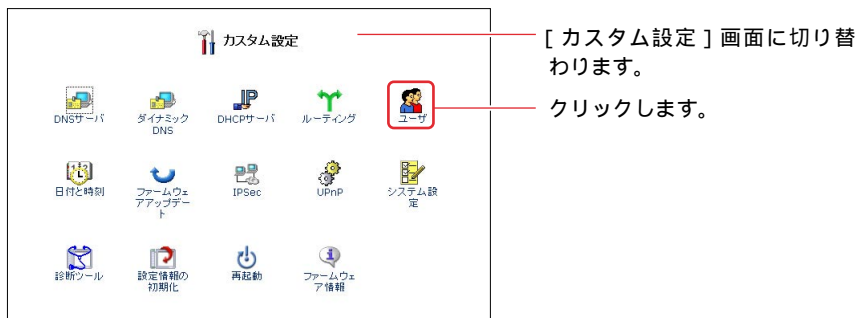 カスタム設定
[ カスタム設定 ] 画面に切り替
わります。
DNSサーバ
ダイナミック
DNS
DHCPサーバ
ルーティング
ユーザ
クリックします。
日付と時刻
ファームウェ
アアップデー
ト
IPSec
UPnP
システム設
定
診断ツール
設定情報の
初期化
再起動
ファームウェ
ア情報